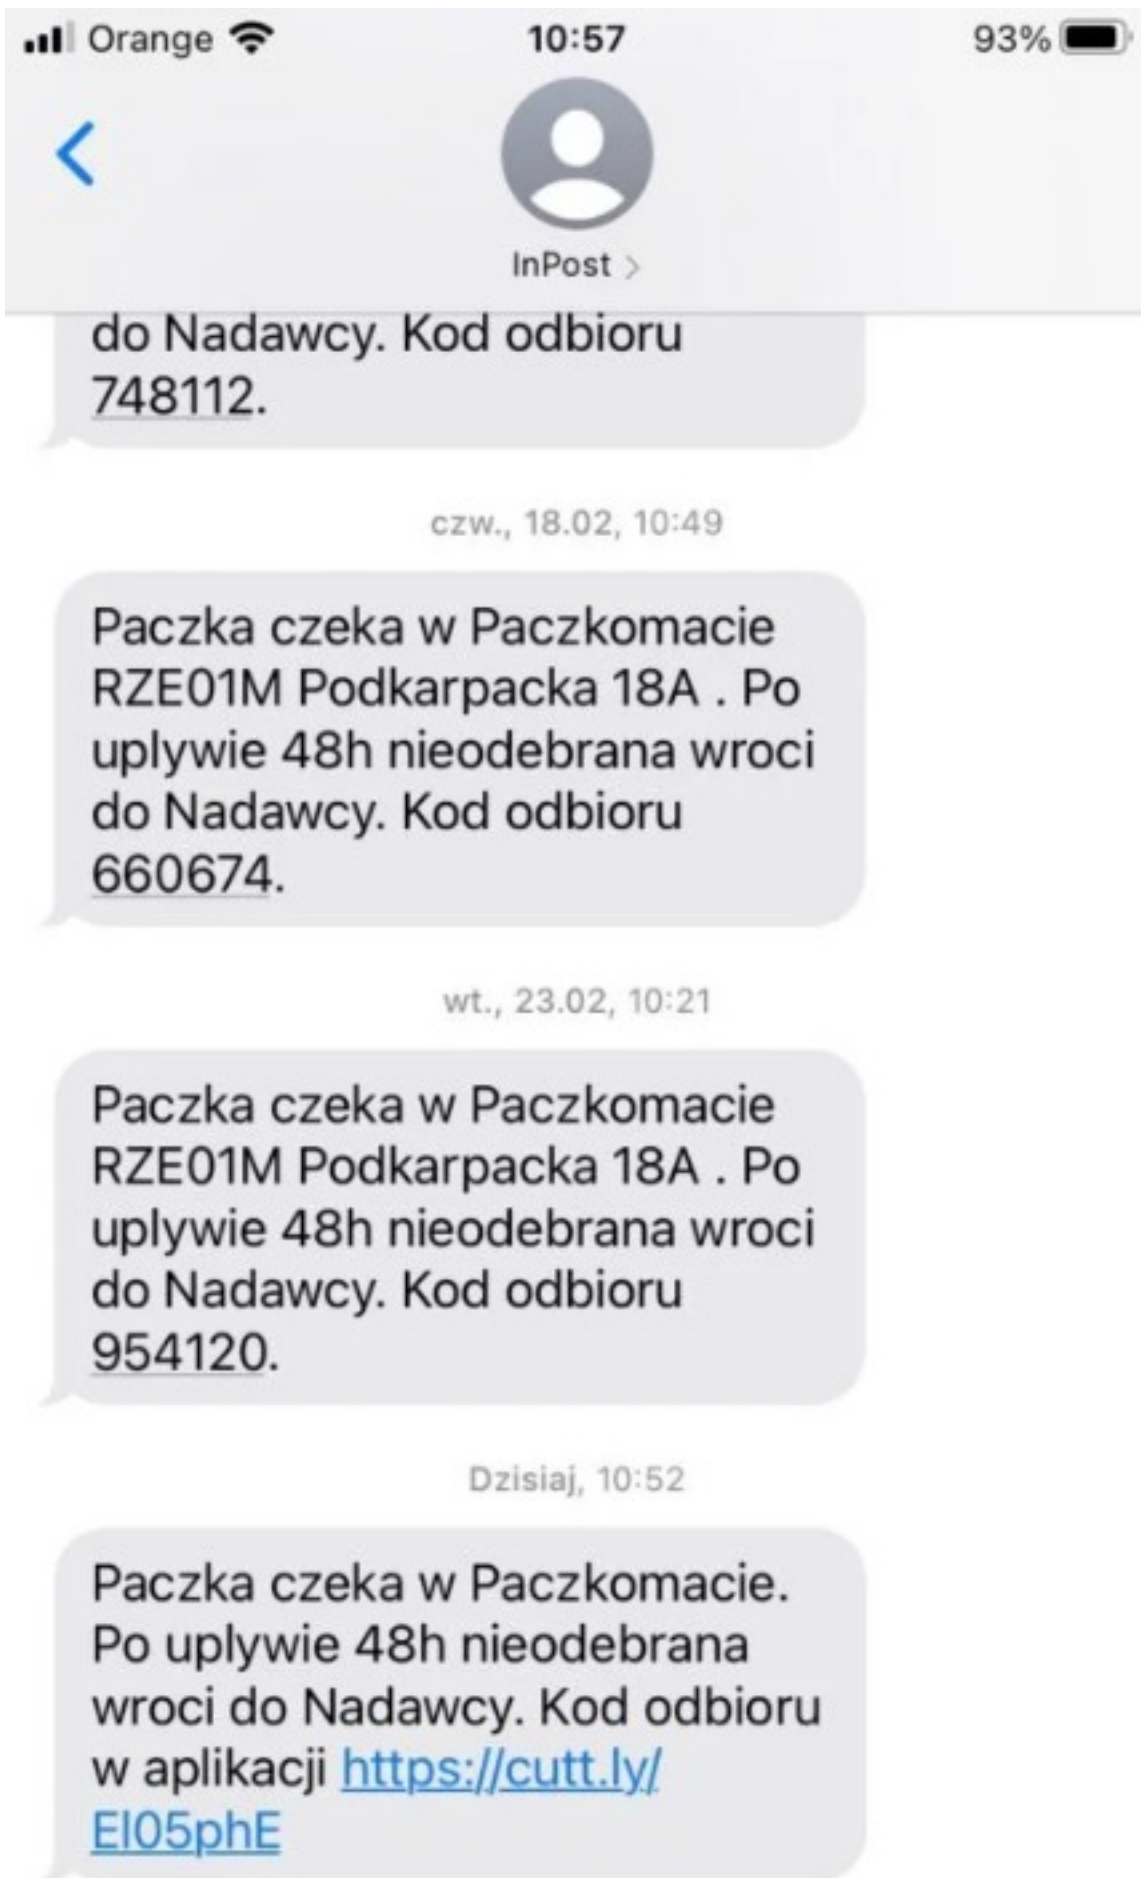 Orange 10:57 93%
InPost >
do Nadawcy. Kod odbioru
748112.
czw., 18.02, 10:49
Paczka czeka w Paczkomacie
RZE01M Podkarpacka 18A . Po
uplywie 48h nieodebrana wroci
do Nadawcy. Kod odbioru
660674.
wt., 23.02, 10:21
Paczka czeka w Paczkomacie
RZE01M Podkarpacka 18A . Po
uplywie 48h nieodebrana wroci
do Nadawcy. Kod odbioru
954120.
Dzisiaj, 10:52
Paczka czeka w Paczkomacie.
Po uplywie 48h nieodebrana
wroci do Nadawcy. Kod odbioru
w aplikacji https://cutt.ly/
El05phE